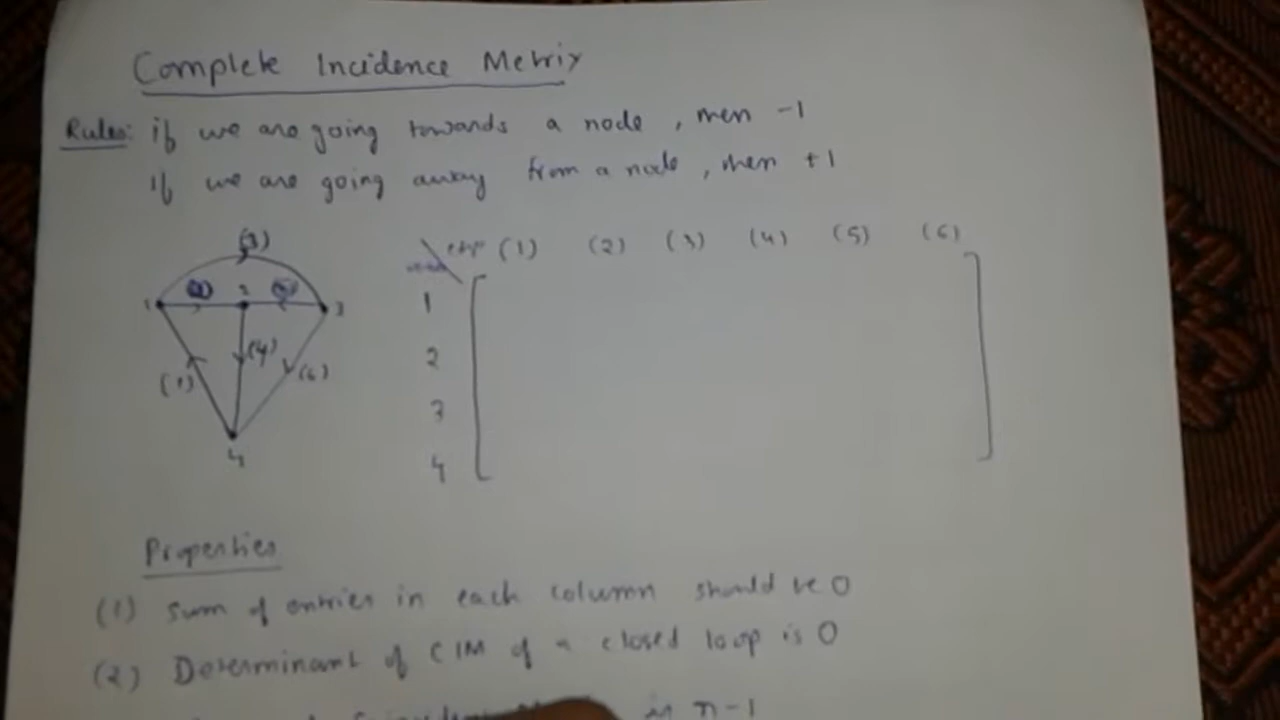 Complete Incidence Metrix
Rules: if we are going towards a node, then -1
If we are going away from a node, then +1
(3)
1 2 3
(4)
(1) (6)
4
(1) (2) (3) (4) (5) (6)
1
2
3
4
Properties
(1) Sum of entries in each column should be 0
(2) Determinant of CIM of a closed loop is 0
is n-1